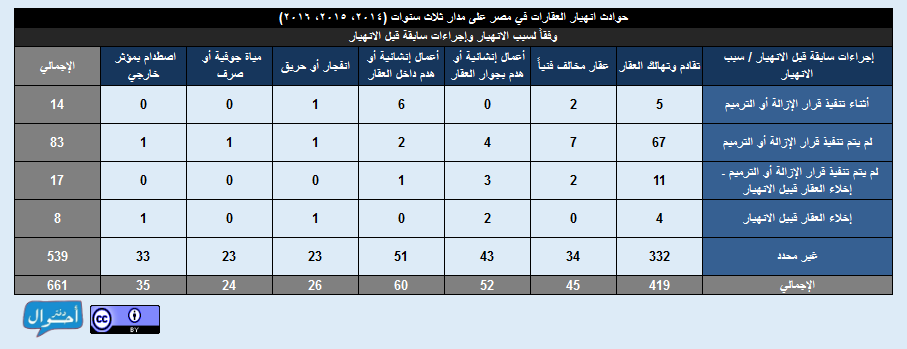 حوادث انهيار العقارات في مصر على مدار ثلاث سنوات (٢٠١٤، ٢٠١٥، ٢٠١٦)
وفقاً لسبب الانهيار وإجراءات سابقة قبل الانهيار
إجراءات سابقة قبل الانهيار / سبب الانهيار تقادم وتهالك العقار عقار مخالف فنياً أعمال إنشائية أو هدم بجوار العقار أعمال إنشائية أو هدم داخل العقار انفجار أو حريق مياة جوفية أو صرف اصطدام بمؤثر خارجي الإجمالي
أثناء تنفيذ قرار الإزالة أو الترميم 5 2 0 6 1 0 0 14
لم يتم تنفيذ قرار الإزالة أو الترميم 67 7 4 2 1 1 1 83
لم يتم تنفيذ قرار الإزالة أو الترميم - إخلاء العقار قبيل الانهيار 11 2 3 1 0 0 0 17
إخلاء العقار قبيل الانهيار 4 0 2 0 1 0 1 8
غير محدد 332 34 43 51 23 23 33 539
الإجمالي 419 45 52 60 26 24 35 661
دفتر أحوال
cc BY